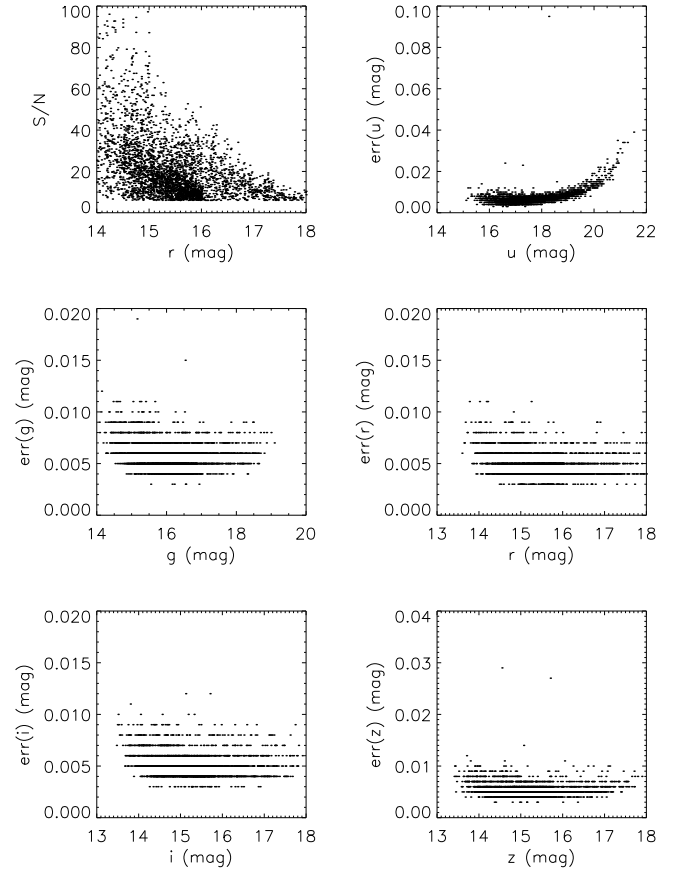 100
80
60
40
20
0
S/N
14 15 16 17 18
r (mag)
0.10
0.08
0.06
0.04
0.02
0.00
err(u) (mag)
14 16 18 20 22
u (mag)
0.020
0.015
0.010
0.005
0.000
err(g) (mag)
14 16 18 20
g (mag)
0.020
0.015
0.010
0.005
0.000
err(r) (mag)
13 14 15 16 17 18
r (mag)
0.020
0.015
0.010
0.005
0.000
err(i) (mag)
13 14 15 16 17 18
i (mag)
0.04
0.03
0.02
0.01
0.00
err(z) (mag)
13 14 15 16 17 18
z (mag)